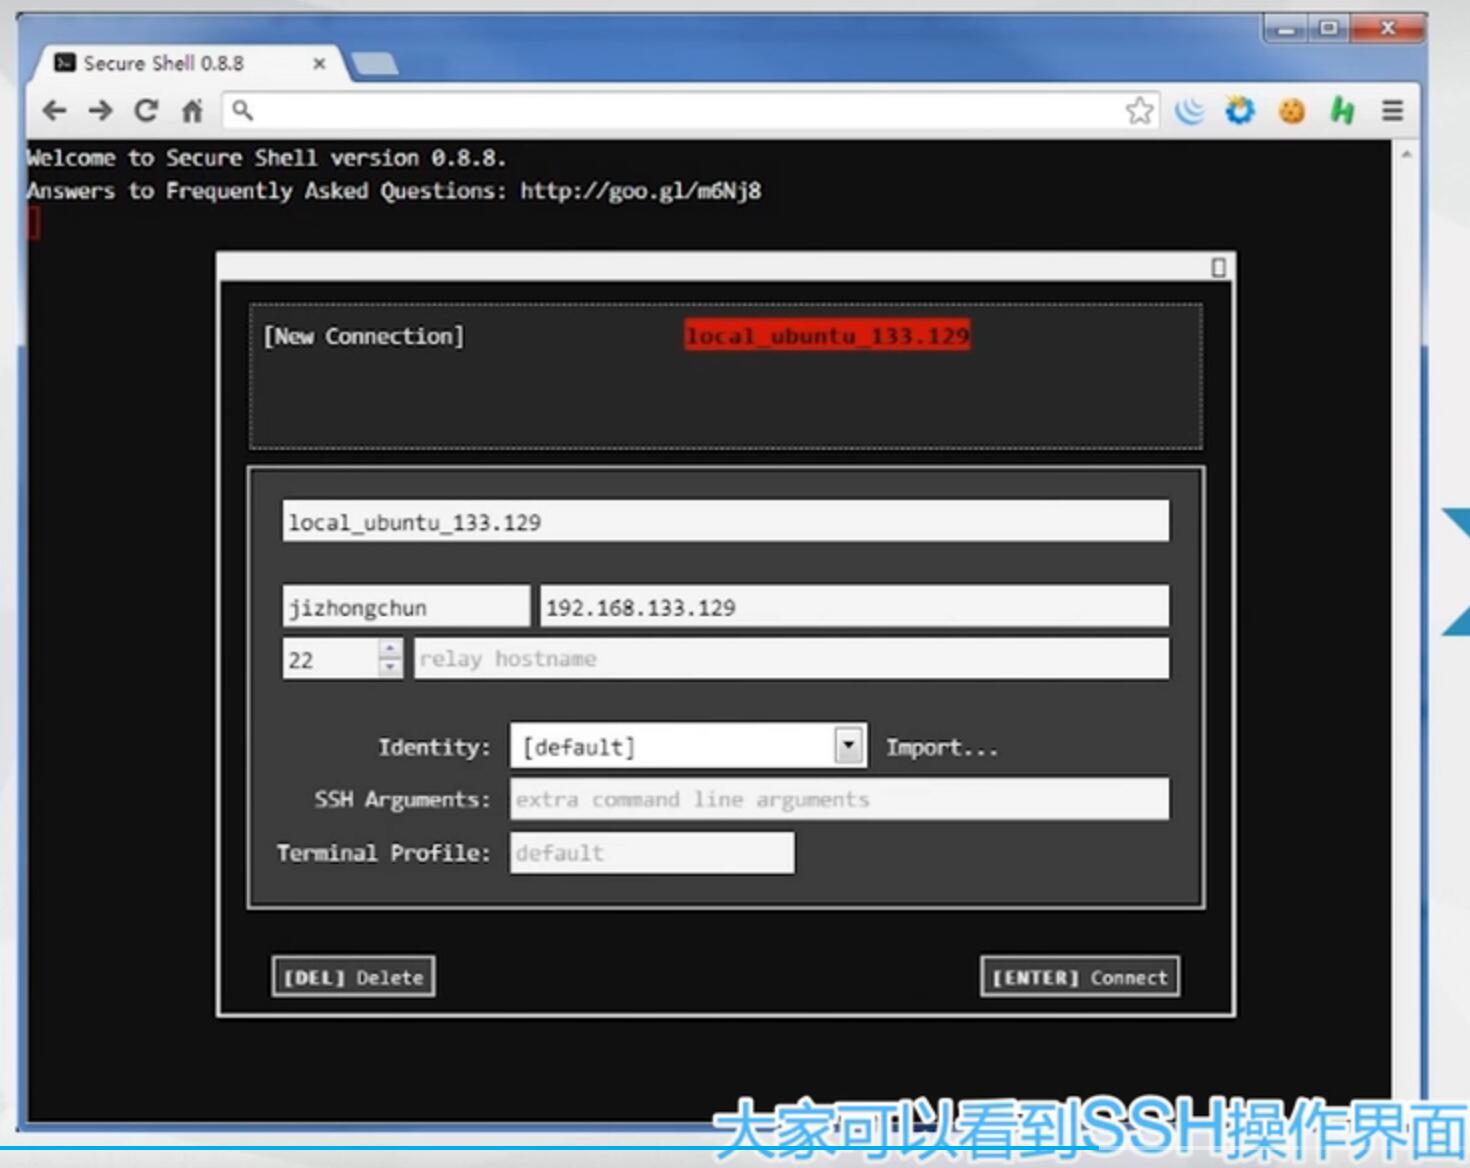 Secure Shell 0.8.8
Welcome to Secure Shell version 0.8.8.
Answers to Frequently Asked Questions: http://goo.gl/m6Nj8
[New Connection] local_ubuntu_133.129
local_ubuntu_133.129
jizhongchun 192.168.133.129
22 relay hostname
Identity: [default] Import...
SSH Arguments: extra command line arguments
Terminal Profile: default
[DEL] Delete [ENTER] Connect
大家可以看到SSH操作界面